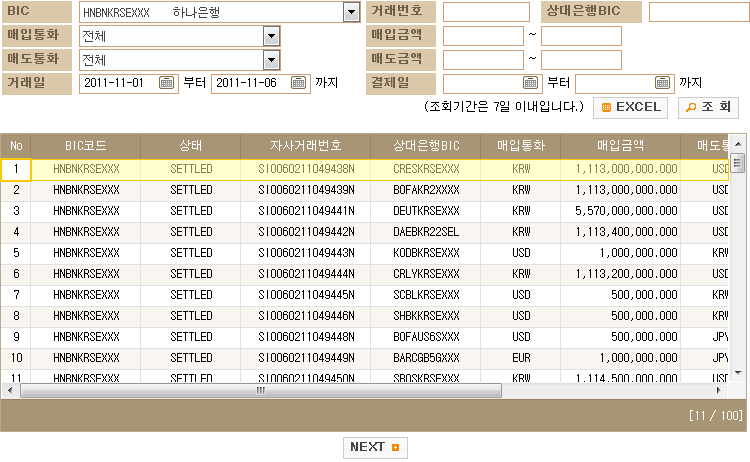 BIC HNBNKRSEXXX 하나은행 거래번호 상대은행BIC
매입통화 전체 매입금액 ~
매도통화 전체 매도금액 ~
거래일 2011-11-01 부터 2011-11-06 까지 결제일 부터 까지
(조회기간은 7일 이내입니다.) EXCEL 조 회
No BIC코드 상태 자사거래번호 상대은행BIC 매입통화 매입금액 매도통
1 HNBNKRSEXXX SETTLED SI0060211049438N CRESKRSEXXX KRW 1,113,000,000.000 USD
2 HNBNKRSEXXX SETTLED SI0060211049439N BOFAKR2XXXX KRW 1,113,000,000.000 USD
3 HNBNKRSEXXX SETTLED SI0060211049441N DEUTKRSEXXX KRW 5,570,000,000.000 USD
4 HNBNKRSEXXX SETTLED SI0060211049442N DAEBKR22SEL KRW 1,113,400,000.000 USD
5 HNBNKRSEXXX SETTLED SI0060211049443N KODBKRSEXXX USD 1,000,000.000 KRW
6 HNBNKRSEXXX SETTLED SI0060211049444N CRLYKRSEXXX KRW 1,113,200,000.000 USD
7 HNBNKRSEXXX SETTLED SI0060211049445N SCBLKRSEXXX USD 500,000.000 KRW
8 HNBNKRSEXXX SETTLED SI0060211049446N SHBKKRSEXXX USD 500,000.000 KRW
9 HNBNKRSEXXX SETTLED SI0060211049448N BOFAUS6SXXX USD 500,000.000 JPY
10 HNBNKRSEXXX SETTLED SI0060211049449N BARCGB5GXXX EUR 1,000,000.000 JPY
11 HNBNKRSEXXX SETTLED SI0060211049450N SBOSKRSEXXX KRW 1,114,500,000.000 USD
[11 / 100]
NEXT